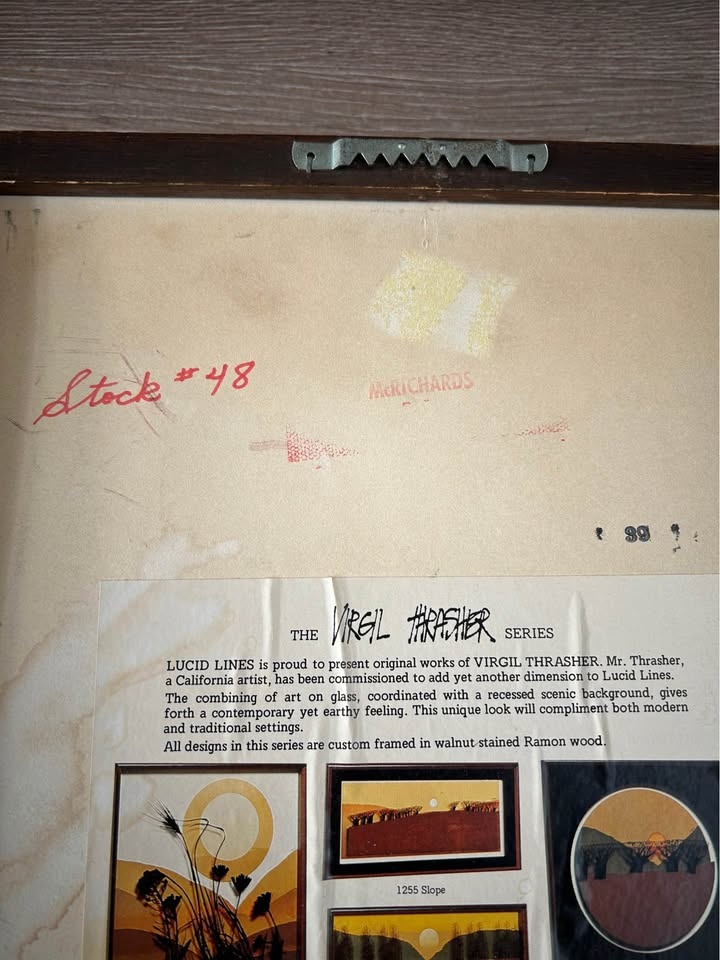 Stock #48
McRICHARDS
39
THE VIRGIL THRASHER SERIES
LUCID LINES is proud to present original works of VIRGIL THRASHER. Mr. Thrasher,
a California artist, has been commissioned to add yet another dimension to Lucid Lines.
The combining of art on glass, coordinated with a recessed scenic background, gives
forth a contemporary yet earthy feeling. This unique look will compliment both modern
and traditional settings.
All designs in this series are custom framed in walnut stained Ramon wood.
1255 Slope